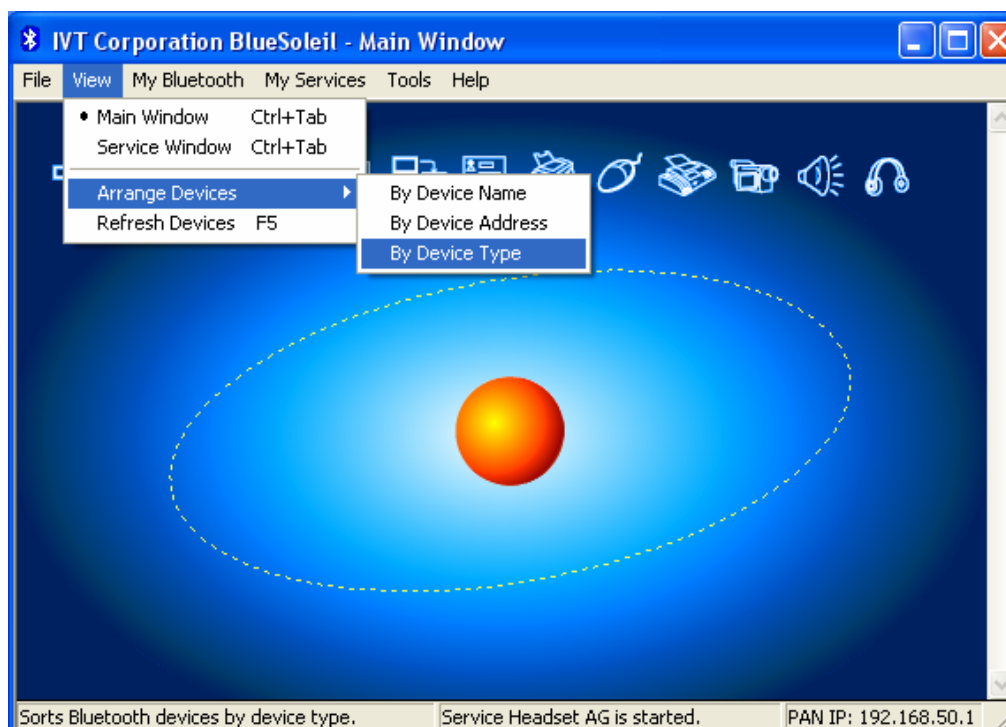 IVT Corporation BlueSoleil - Main Window
File View My Bluetooth My Services Tools Help
Main Window Ctrl+Tab
Service Window Ctrl+Tab
Arrange Devices
Refresh Devices F5
By Device Name
By Device Address
By Device Type
Sorts Bluetooth devices by device type. Service Headset AG is started. PAN IP: 192.168.50.1